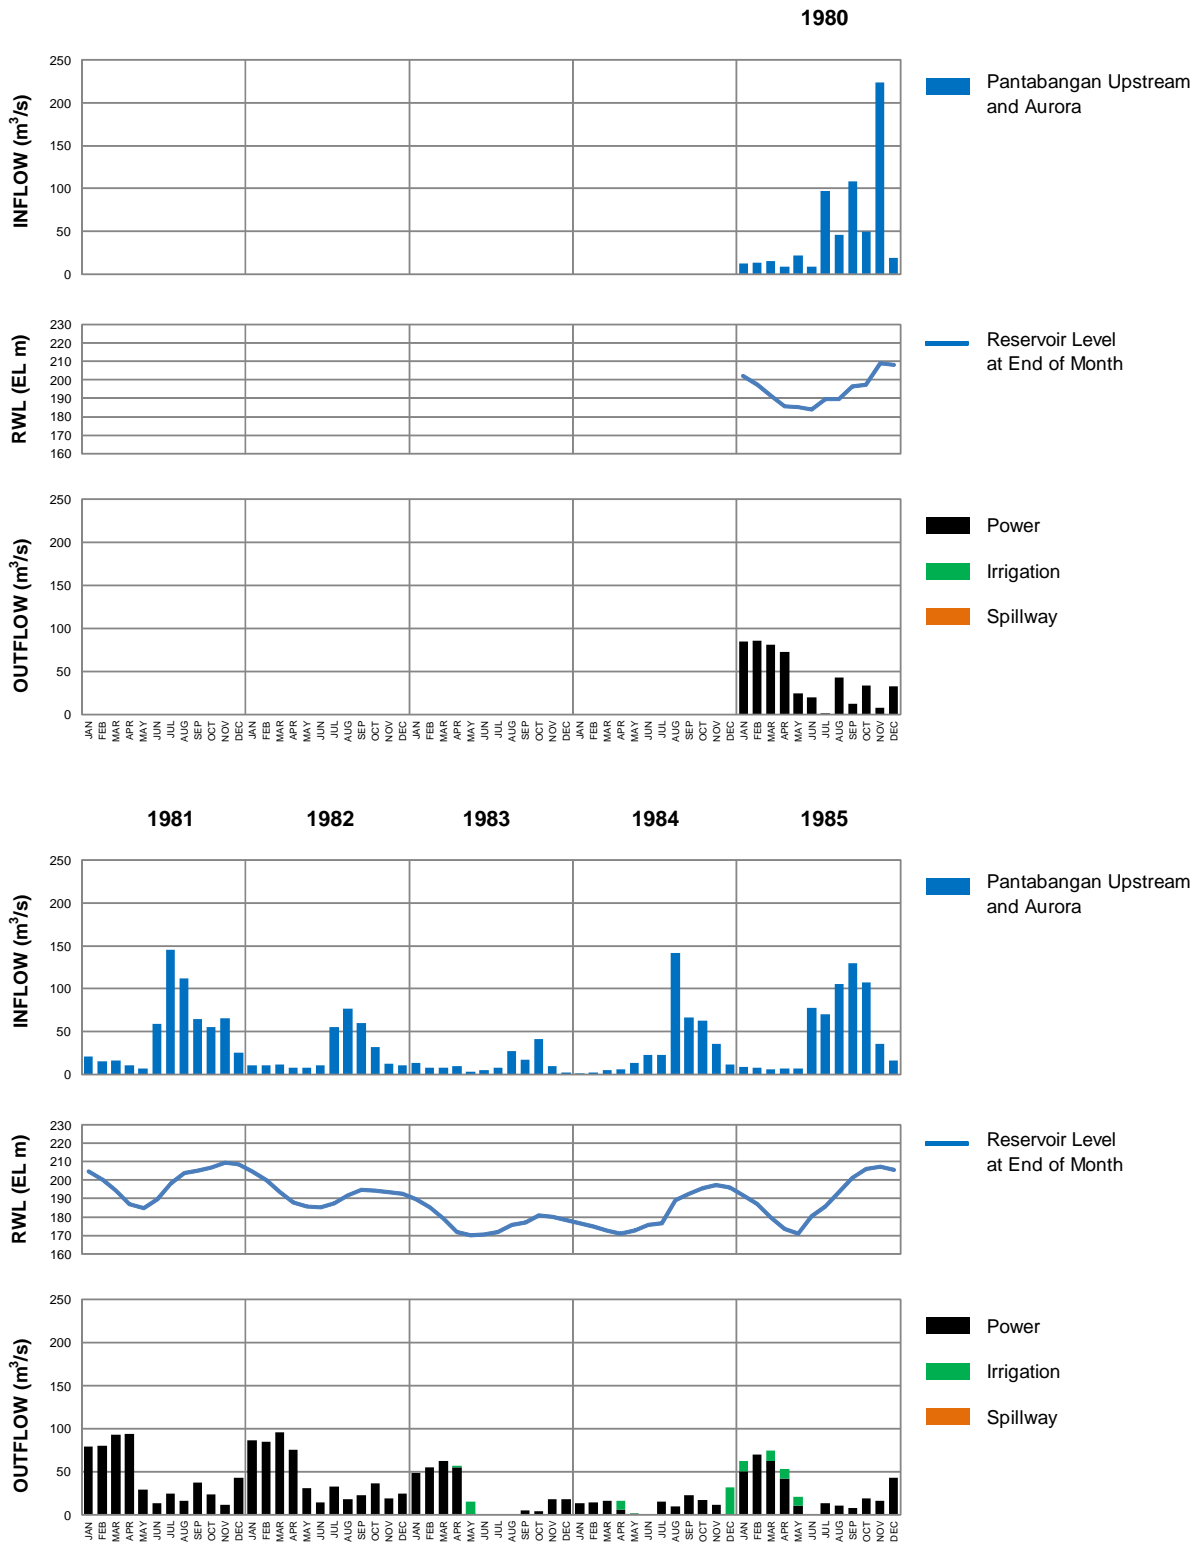 1980
INFLOW (m³/s)
250
200
150
100
50
0
Pantabangan Upstream
and Aurora
RWL (EL m)
230
220
210
200
190
180
170
160
Reservoir Level
at End of Month
OUTFLOW (m³/s)
250
200
150
100
50
0
Power
Irrigation
Spillway
JAN FEB MAR APR MAY JUN JUL AUG SEP OCT NOV DEC JAN FEB MAR APR MAY JUN JUL AUG SEP OCT NOV DEC JAN FEB MAR APR MAY JUN JUL AUG SEP OCT NOV DEC JAN FEB MAR APR MAY JUN JUL AUG SEP OCT NOV DEC JAN FEB MAR APR MAY JUN JUL AUG SEP OCT NOV DEC
1981 1982 1983 1984 1985
INFLOW (m³/s)
250
200
150
100
50
0
Pantabangan Upstream
and Aurora
RWL (EL m)
230
220
210
200
190
180
170
160
Reservoir Level
at End of Month
OUTFLOW (m³/s)
250
200
150
100
50
0
Power
Irrigation
Spillway
JAN FEB MAR APR MAY JUN JUL AUG SEP OCT NOV DEC JAN FEB MAR APR MAY JUN JUL AUG SEP OCT NOV DEC JAN FEB MAR APR MAY JUN JUL AUG SEP OCT NOV DEC JAN FEB MAR APR MAY JUN JUL AUG SEP OCT NOV DEC JAN FEB MAR APR MAY JUN JUL AUG SEP OCT NOV DEC